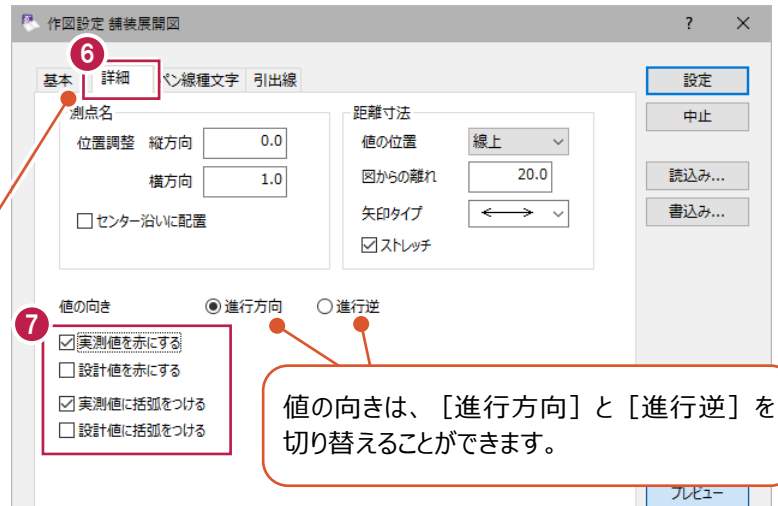 作図設定 舗装展開図
? ×
6
基本 詳細 ペン線種文字 引出線
設定
中止
読込み...
書込み...
測点名
位置調整 縦方向 0.0
横方向 1.0
センター沿いに配置
距離寸法
値の位置 線上
図からの離れ 20.0
矢印タイプ
ストレッチ
値の向き 進行方向 進行逆
7
実測値を赤にする
設計値を赤にする
実測値に括弧をつける
設計値に括弧をつける
値の向きは、［進行方向］と［進行逆］を
切り替えることができます。
プレビュー